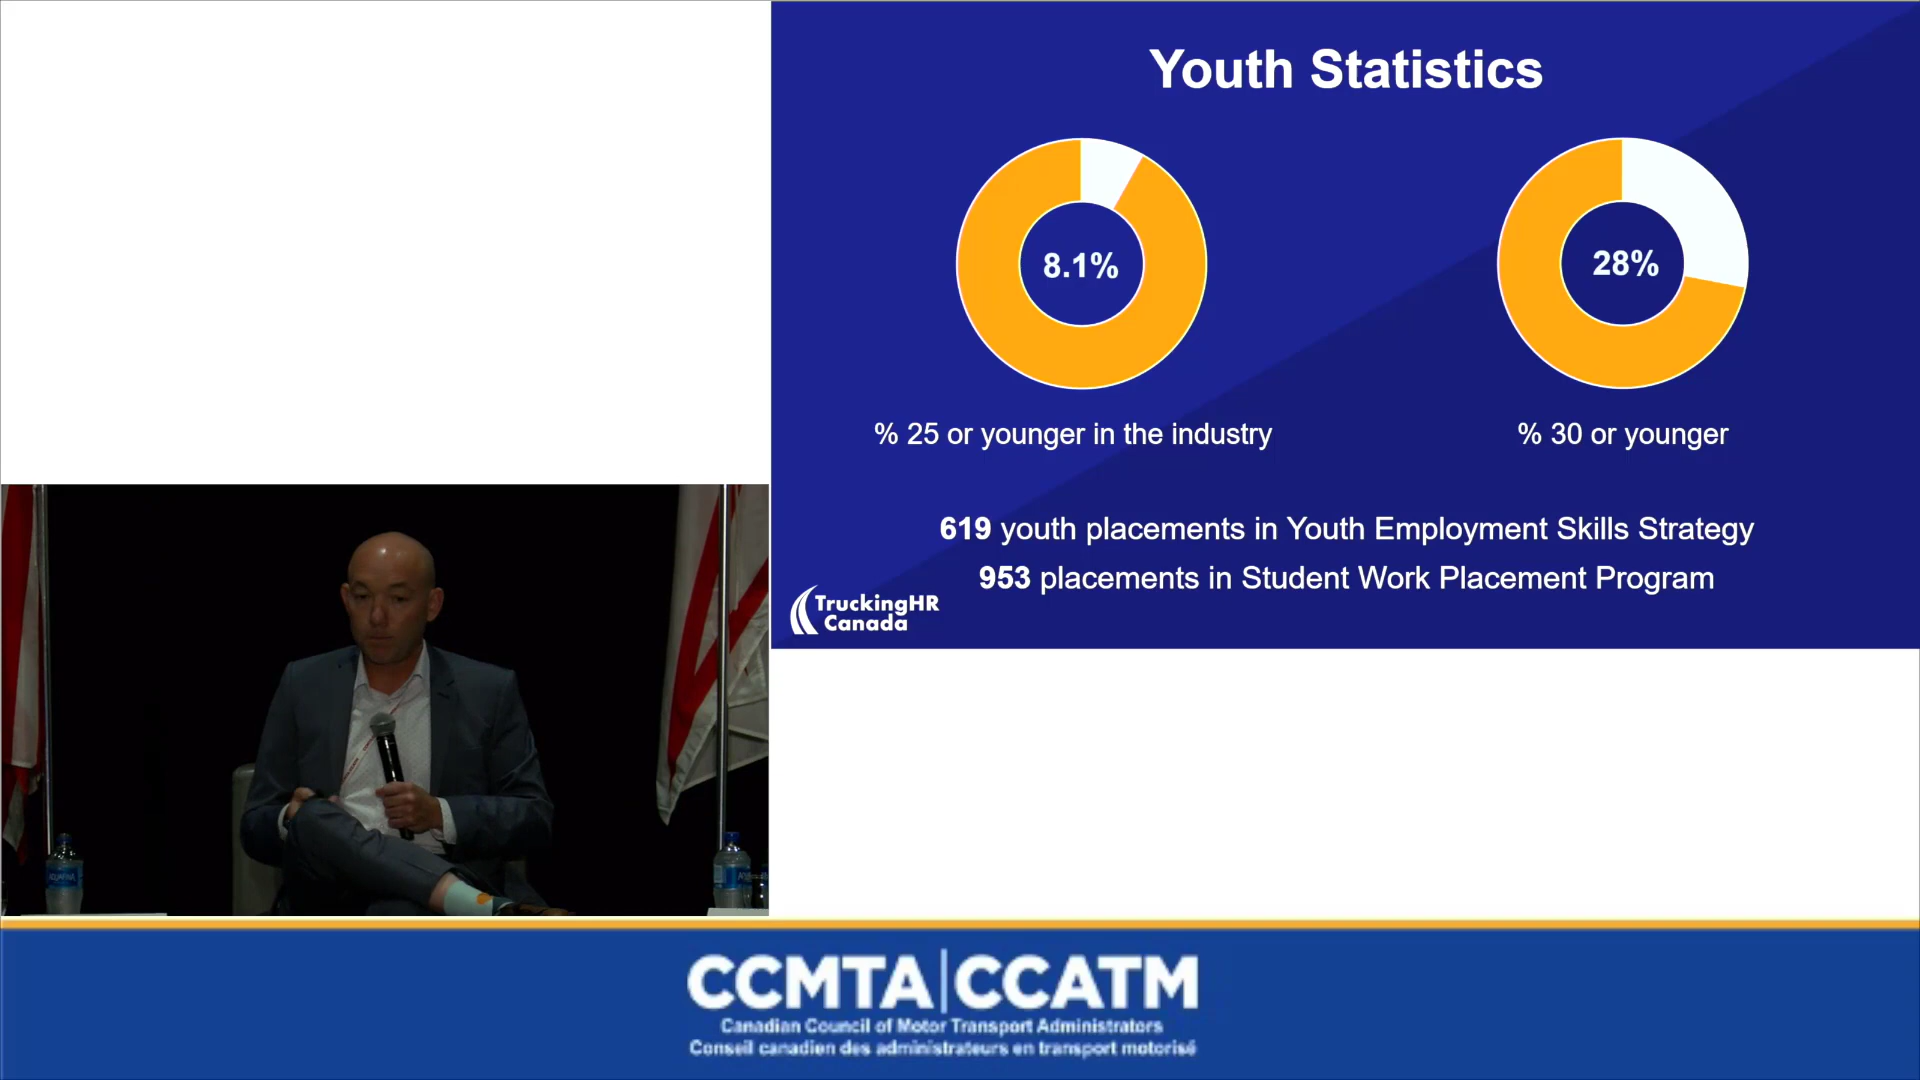 Youth Statistics
8.1%
28%
% 25 or younger in the industry
% 30 or younger
619 youth placements in Youth Employment Skills Strategy
953 placements in Student Work Placement Program
TruckingHR
Canada
CCMTA|CCATM
Canadian Council of Motor Transport Administrators
Conseil canadien des administrateurs en transport motorisé